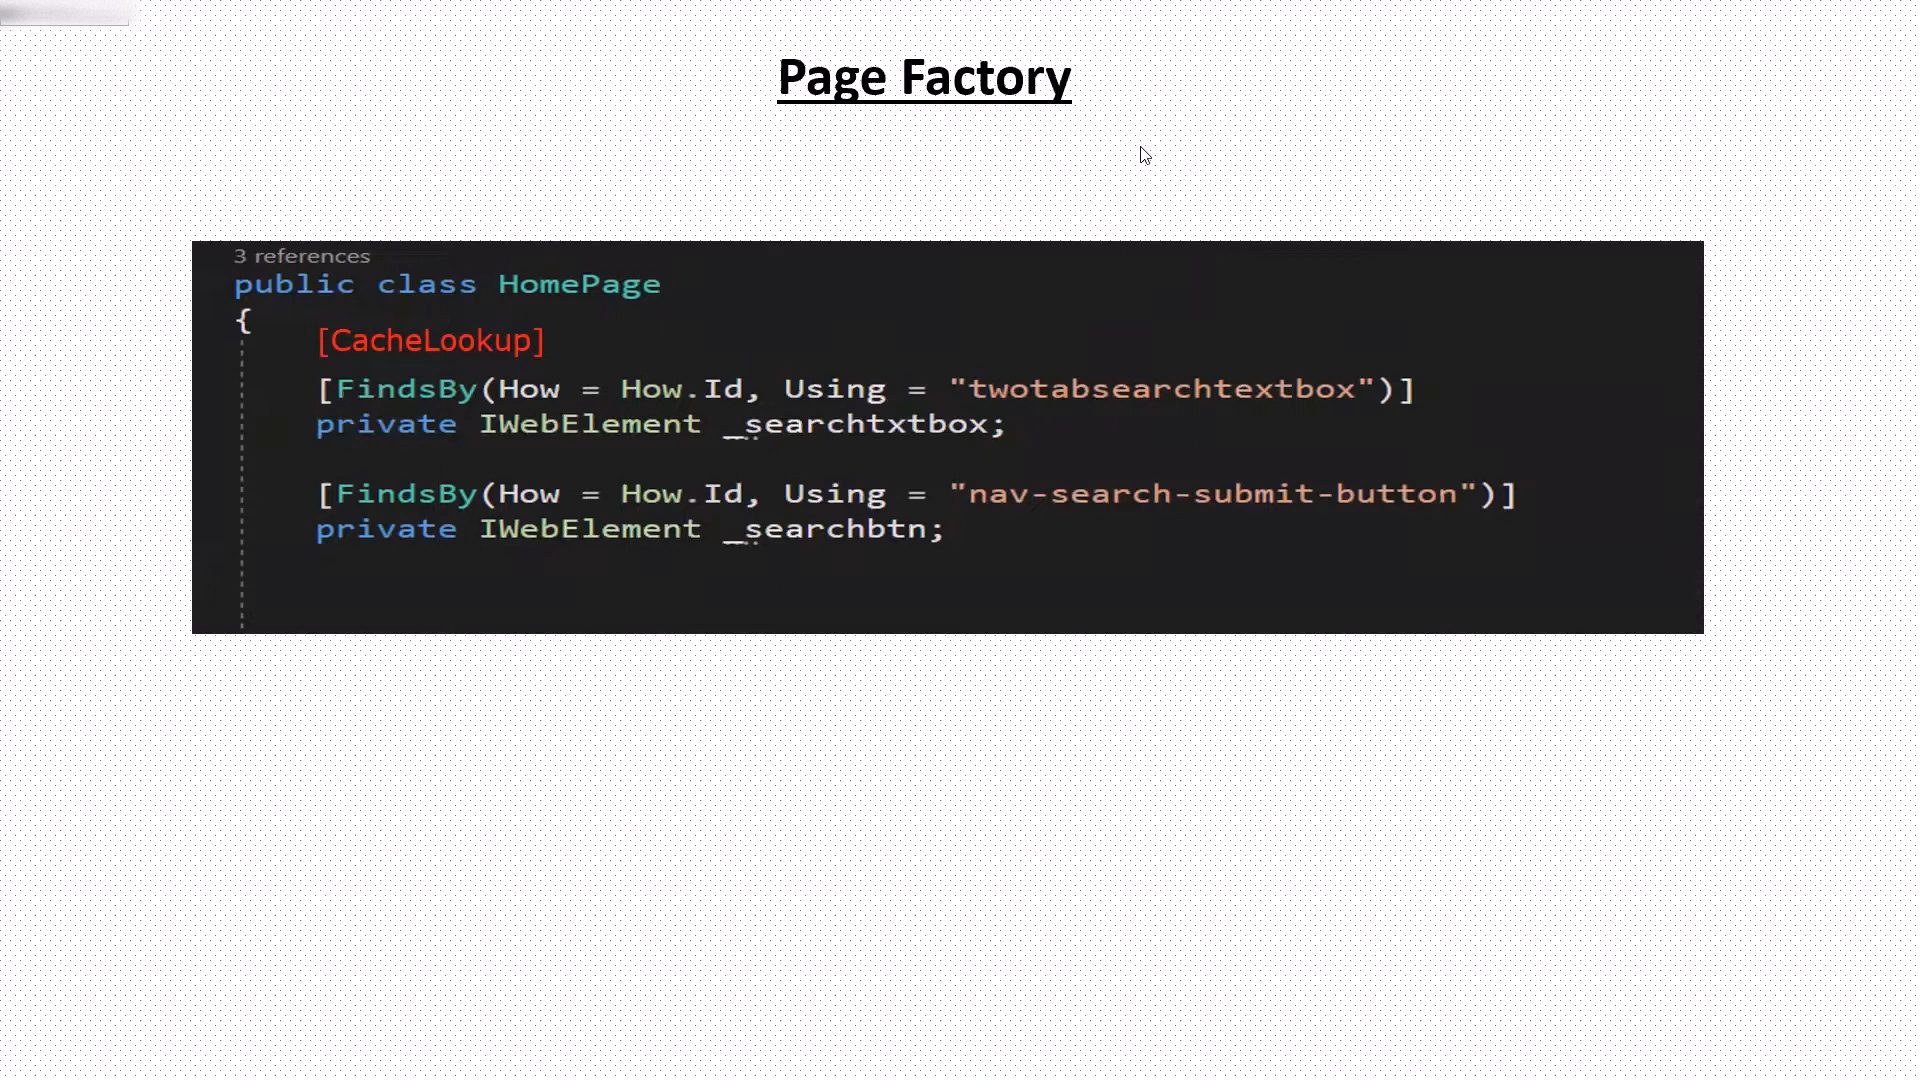 Page Factory
3 references
public class HomePage
{
[CacheLookup]
[FindsBy(How = How.Id, Using = "twotabsearchtextbox")]
private IWebElement _searchtxtbox;
[FindsBy(How = How.Id, Using = "nav-search-submit-button")]
private IWebElement _searchbtn;